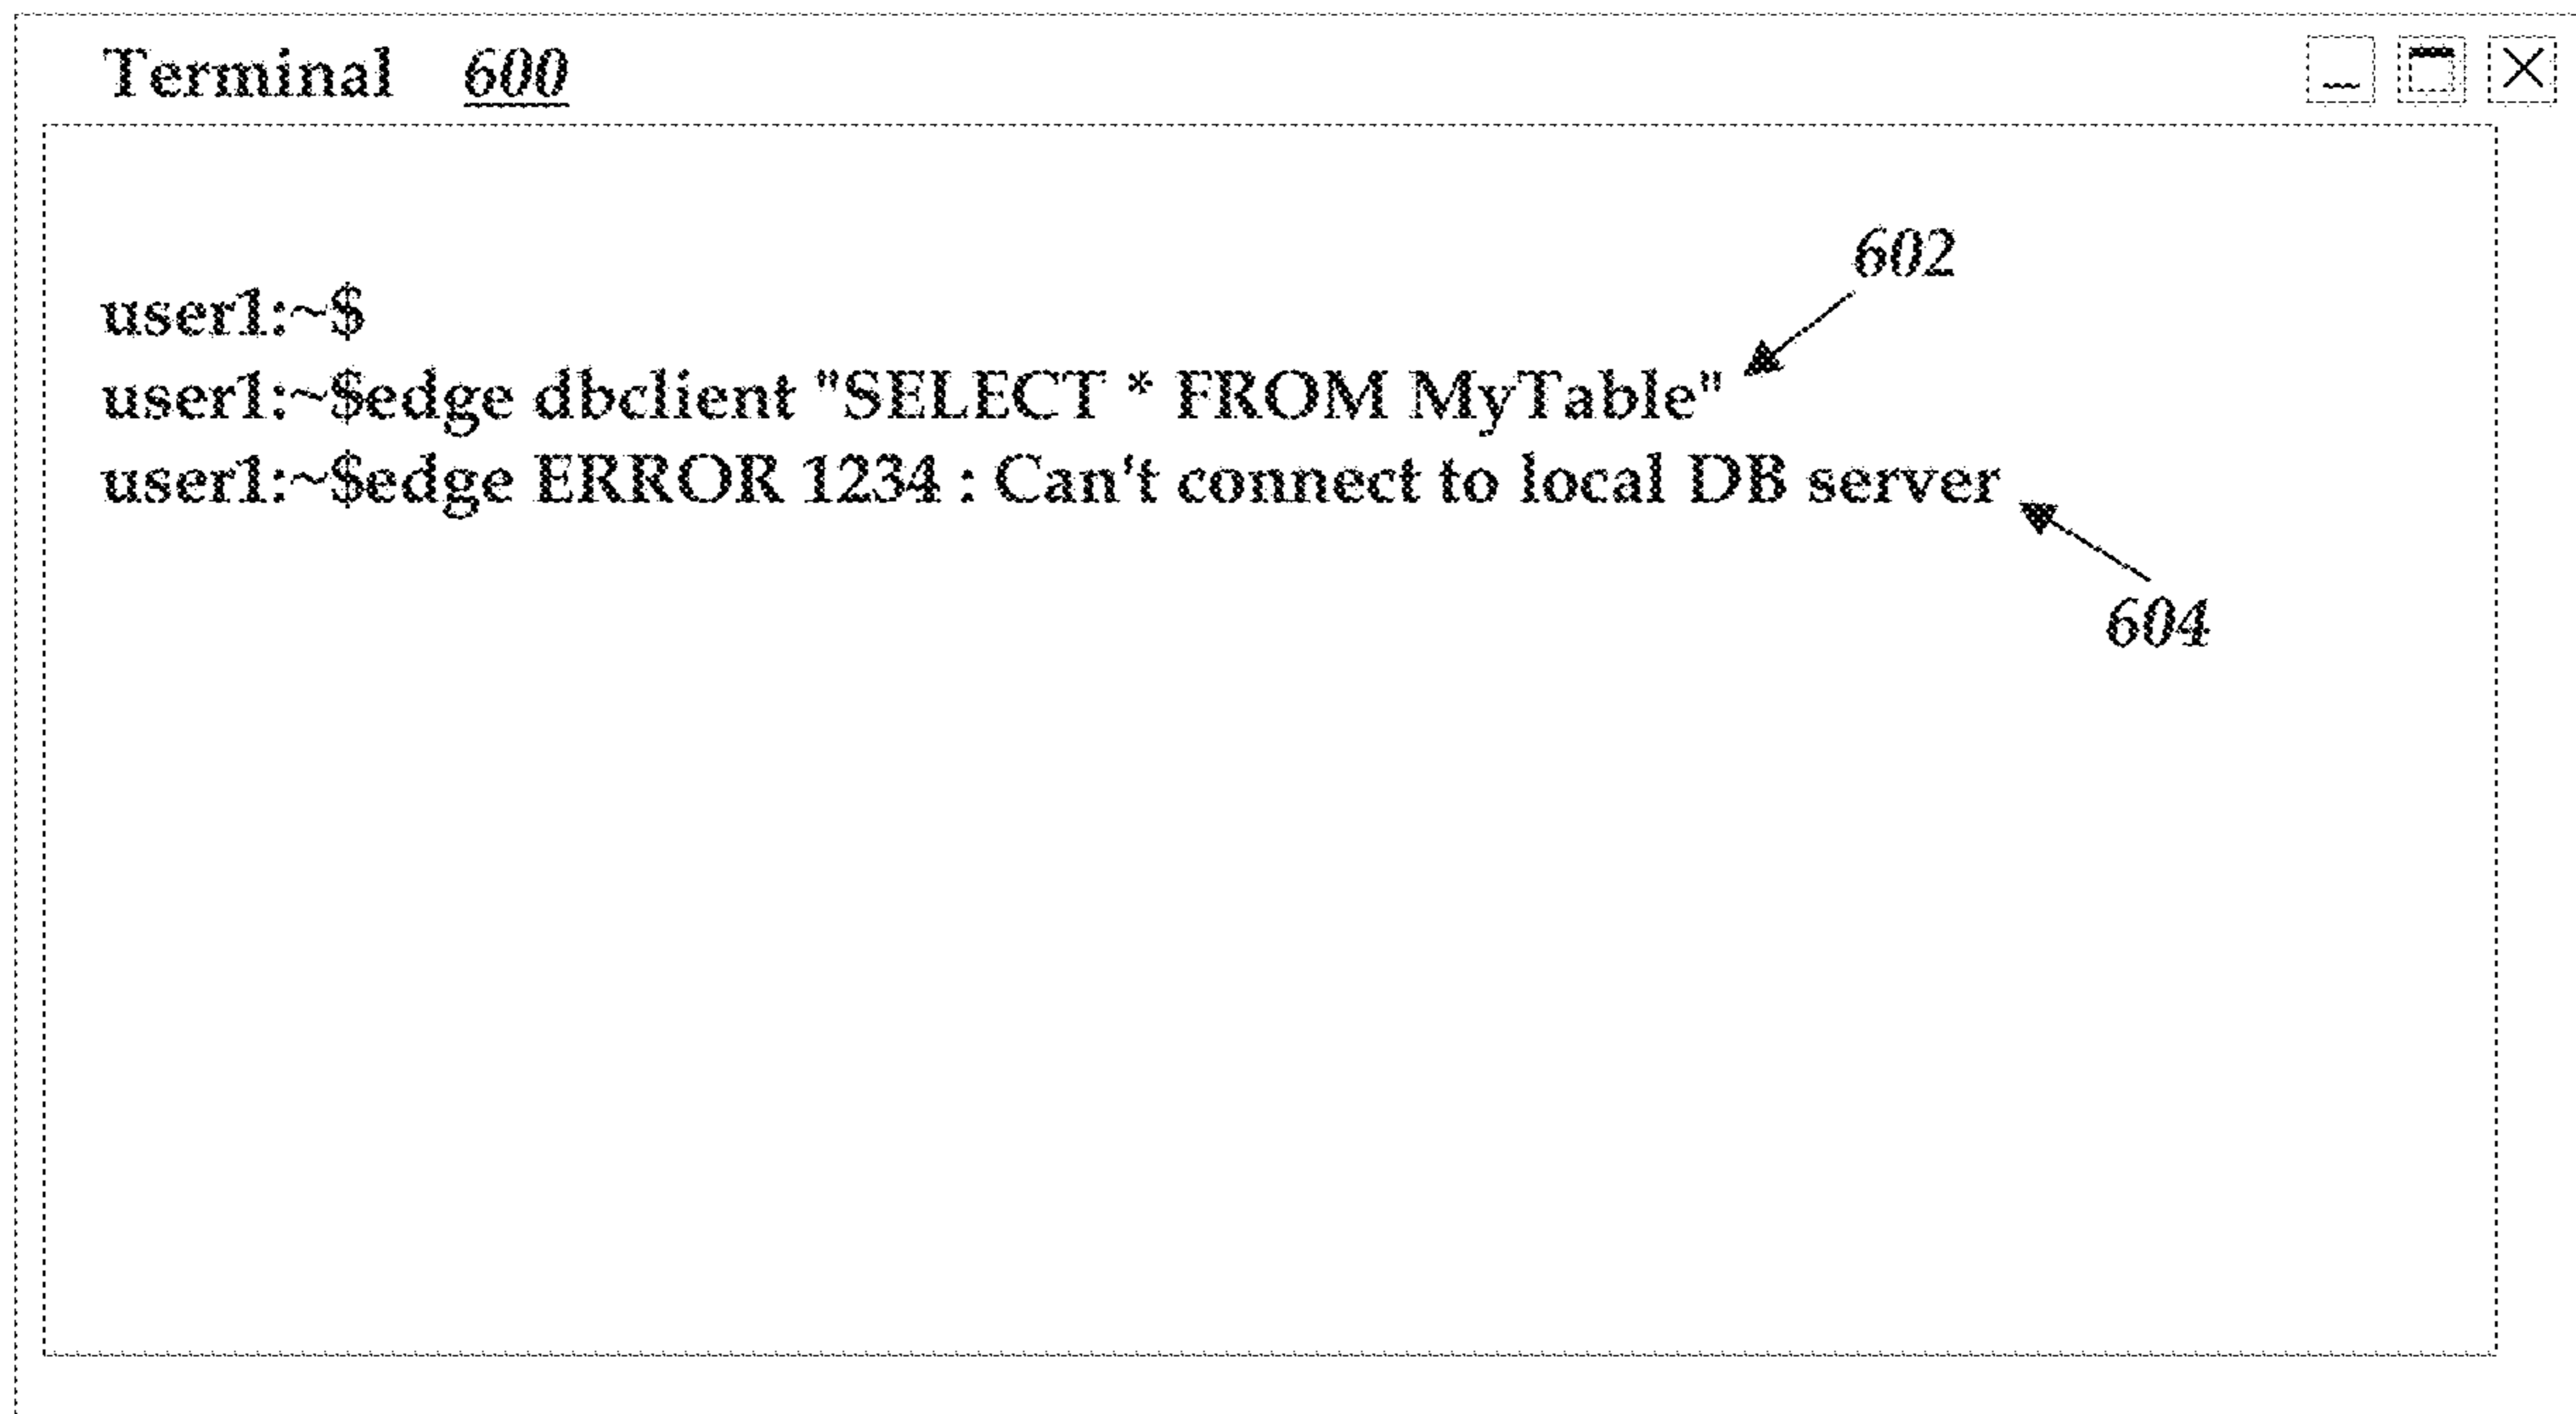 Terminal 600
602
user1:~$
user1:~$edge dbclient "SELECT * FROM MyTable"
user1:~$edge ERROR 1234 : Can't connect to local DB server
604